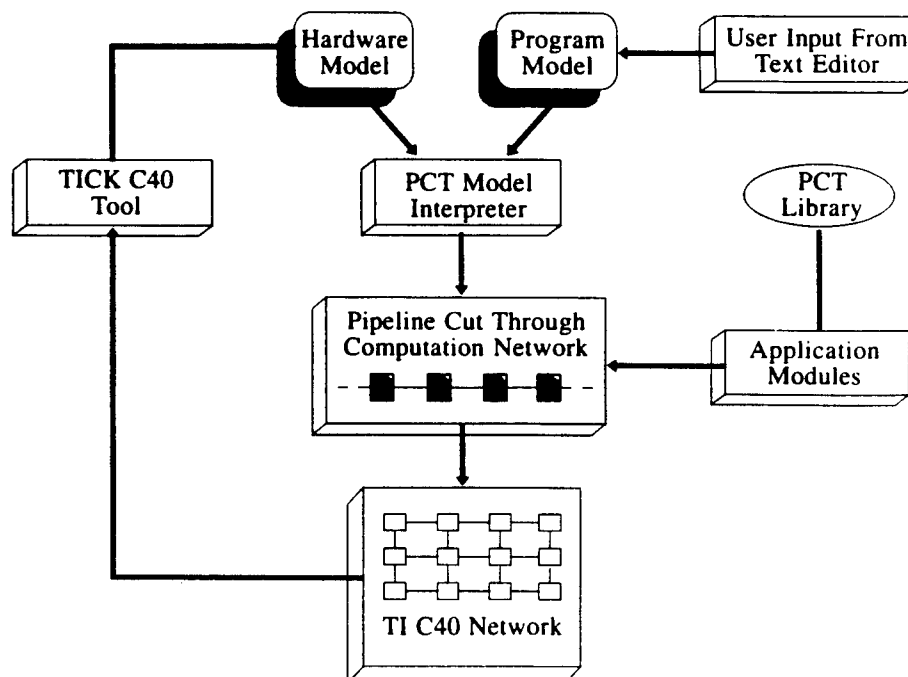 Hardware
Model
Program
Model
User Input From
Text Editor
TICK C40
Tool
PCT Model
Interpreter
PCT
Library
Pipeline Cut Through
Computation Network
Application
Modules
TI C40 Network